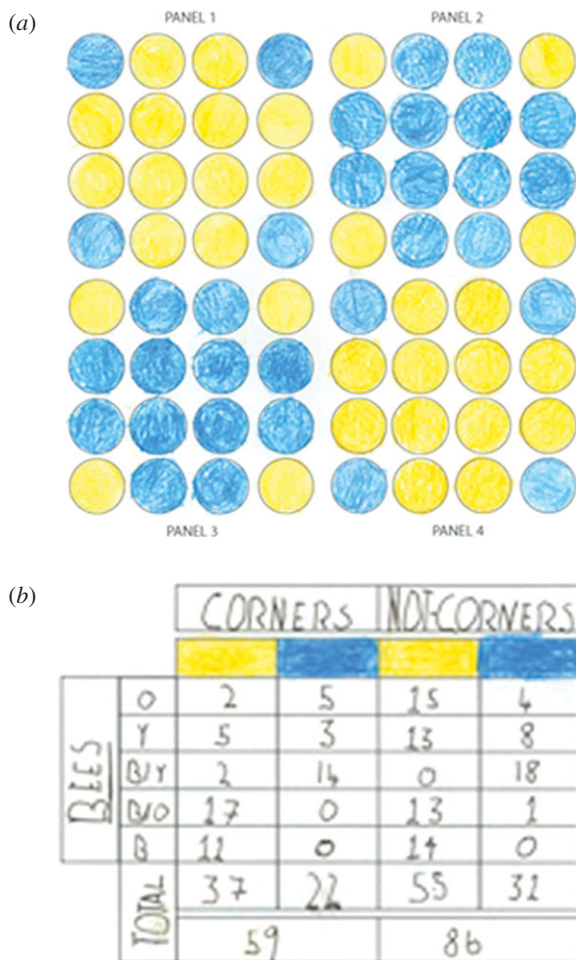 (a)
PANEL 1 PANEL 2
PANEL 3 PANEL 4
(b)
CORNERS NOT-CORNERS
BEES
O 2 5 15 4
Y 5 3 13 8
B/Y 2 14 0 18
B/O 17 0 13 1
B 11 0 14 0
TOTAL 37 22 55 31
59 86